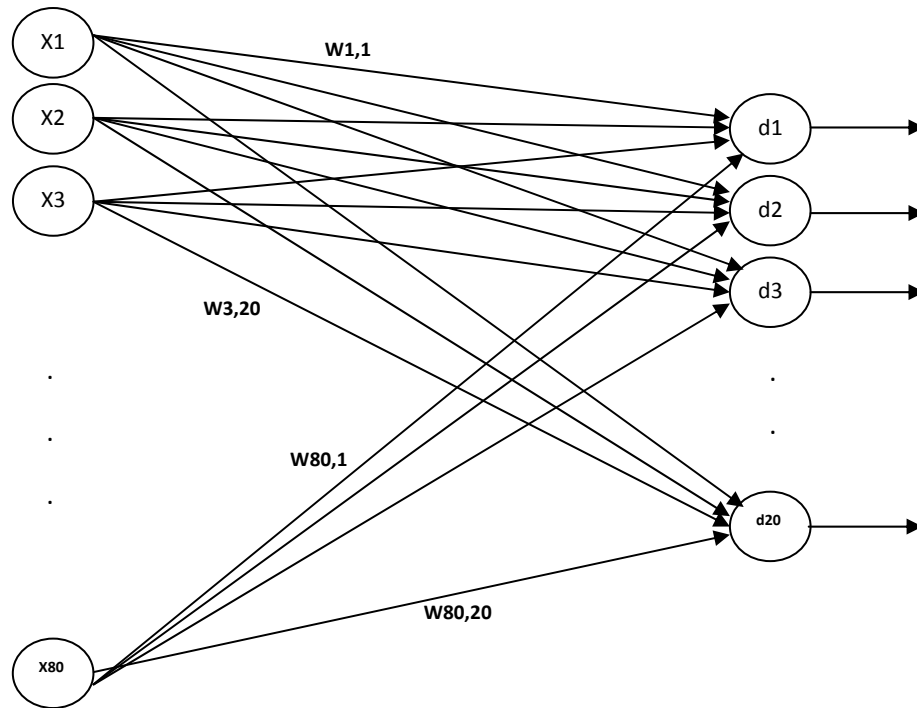 X1
W1,1
X2
d1
X3
d2
d3
W3,20
.
.
.
.
W80,1
.
d20
W80,20
X80